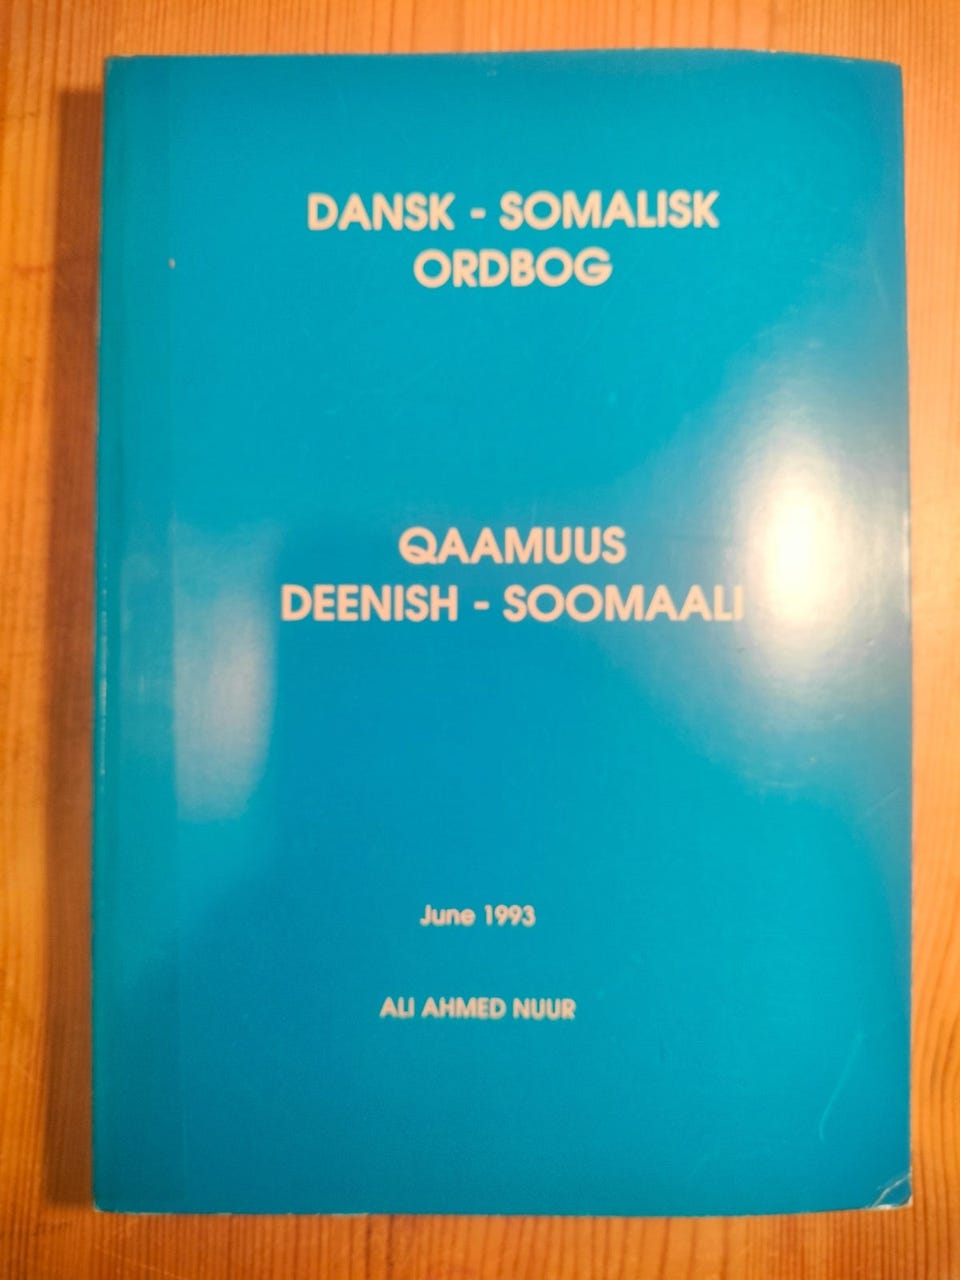 DANSK - SOMALISK
ORDBOG
QAAMUUS
DEENISH - SOOMAALI
June 1993
ALI AHMED NUUR